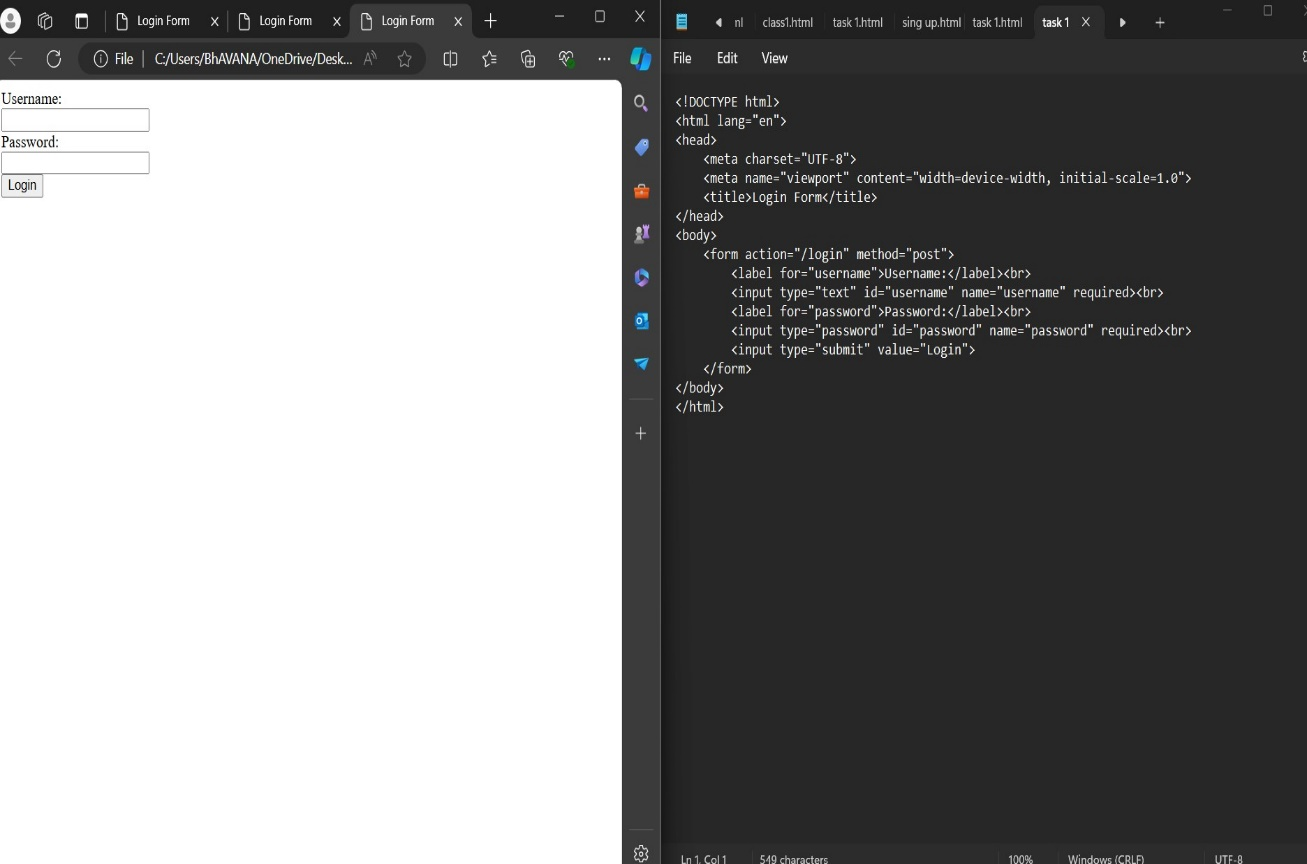 Login Form
Login Form
Login Form
File
C:/Users/BhAVANA/OneDrive/Desk...
Username:
Password:
Login
nl
class1.html
task 1.html
sing up.html
task 1.html
task 1
File Edit View
<!DOCTYPE html>
<html lang="en">
<head>
    <meta charset="UTF-8">
    <meta name="viewport" content="width=device-width, initial-scale=1.0">
    <title>Login Form</title>
</head>
<body>
    <form action="/login" method="post">
        <label for="username">Username:</label><br>
        <input type="text" id="username" name="username" required><br>
        <label for="password">Password:</label><br>
        <input type="password" id="password" name="password" required><br>
        <input type="submit" value="Login">
    </form>
</body>
</html>
Ln 1, Col 1
549 characters
100%
Windows (CRLF)
UTF-8